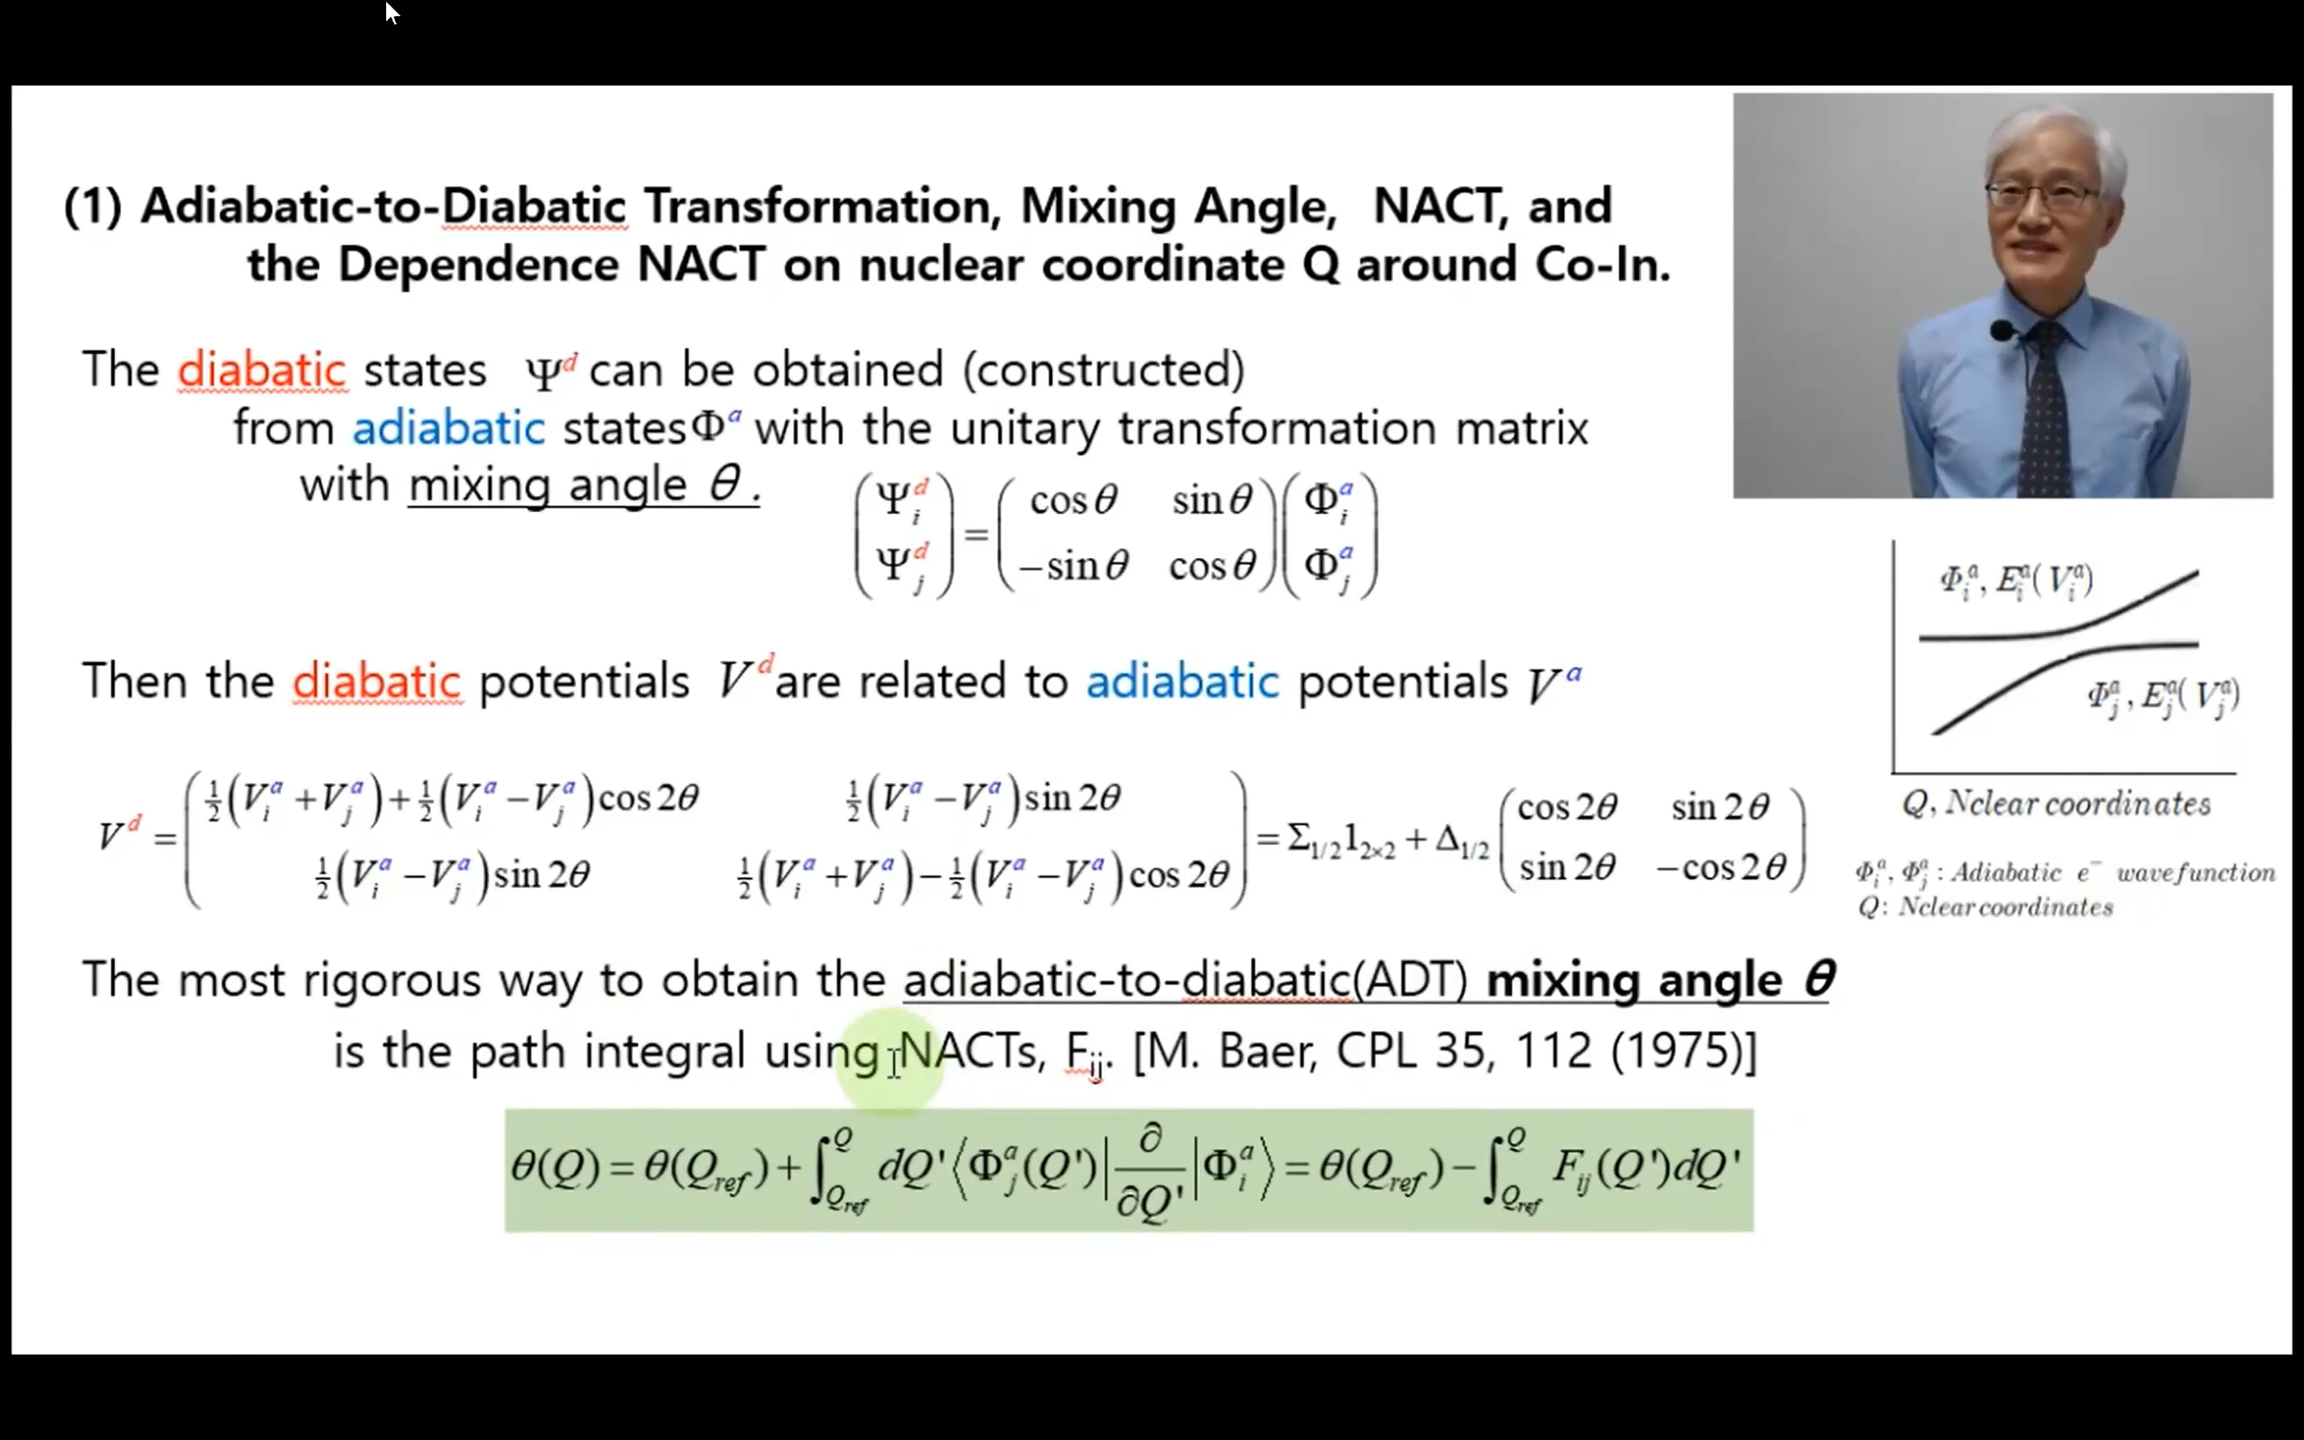 (1) Adiabatic-to-Diabatic Transformation, Mixing Angle, NACT, and
the Dependence NACT on nuclear coordinate Q around Co-In.
The diabatic states Ψ^d can be obtained (constructed)
from adiabatic states Φ^a with the unitary transformation matrix
with mixing angle θ.
(Ψ_i^d Ψ_j^d) = (cosθ sinθ −sinθ cosθ)(Φ_i^a Φ_j^a)
Φ_i^a, E_i^a(V_i^a)
Φ_j^a, E_j^a(V_j^a)
Q, Nclear coordinates
Φ_i^a, Φ_j^a : Adiabatic e^− wavefunction
Q: Nclear coordinates
Then the diabatic potentials V^d are related to adiabatic potentials V^a
V^d = (½(V_i^a + V_j^a) + ½(V_i^a − V_j^a)cos2θ ½(V_i^a − V_j^a)sin2θ
½(V_i^a − V_j^a)sin2θ ½(V_i^a + V_j^a) − ½(V_i^a − V_j^a)cos2θ) = Σ_{1/2}1_{2×2} + Δ_{1/2}(cos2θ sin2θ sin2θ −cos2θ)
The most rigorous way to obtain the adiabatic-to-diabatic(ADT) mixing angle θ
is the path integral using NACTs, F_ij. [M. Baer, CPL 35, 112 (1975)]
θ(Q) = θ(Q_ref) + ∫_{Q_ref}^{Q} dQ'⟨Φ_j^a(Q')|∂/∂Q'|Φ_i^a⟩ = θ(Q_ref) − ∫_{Q_ref}^{Q} F_ij(Q')dQ'